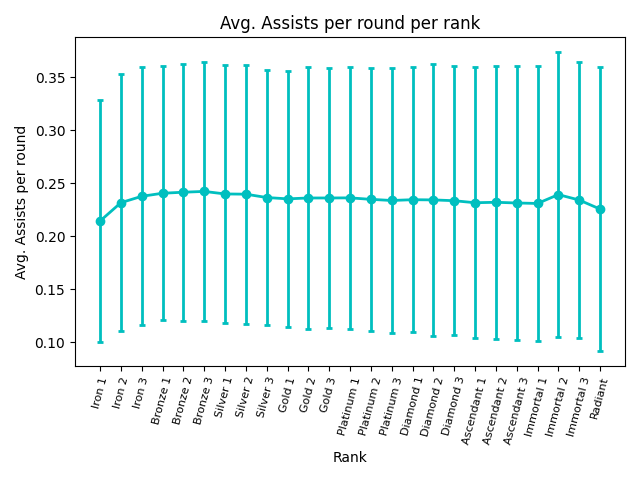 Avg. Assists per round per rank
Avg. Assists per round
0.35
0.30
0.25
0.20
0.15
0.10
Iron 1
Iron 2
Iron 3
Bronze 1
Bronze 2
Bronze 3
Silver 1
Silver 2
Silver 3
Gold 1
Gold 2
Gold 3
Platinum 1
Platinum 2
Platinum 3
Diamond 1
Diamond 2
Diamond 3
Ascendant 1
Ascendant 2
Ascendant 3
Immortal 1
Immortal 2
Immortal 3
Radiant
Rank